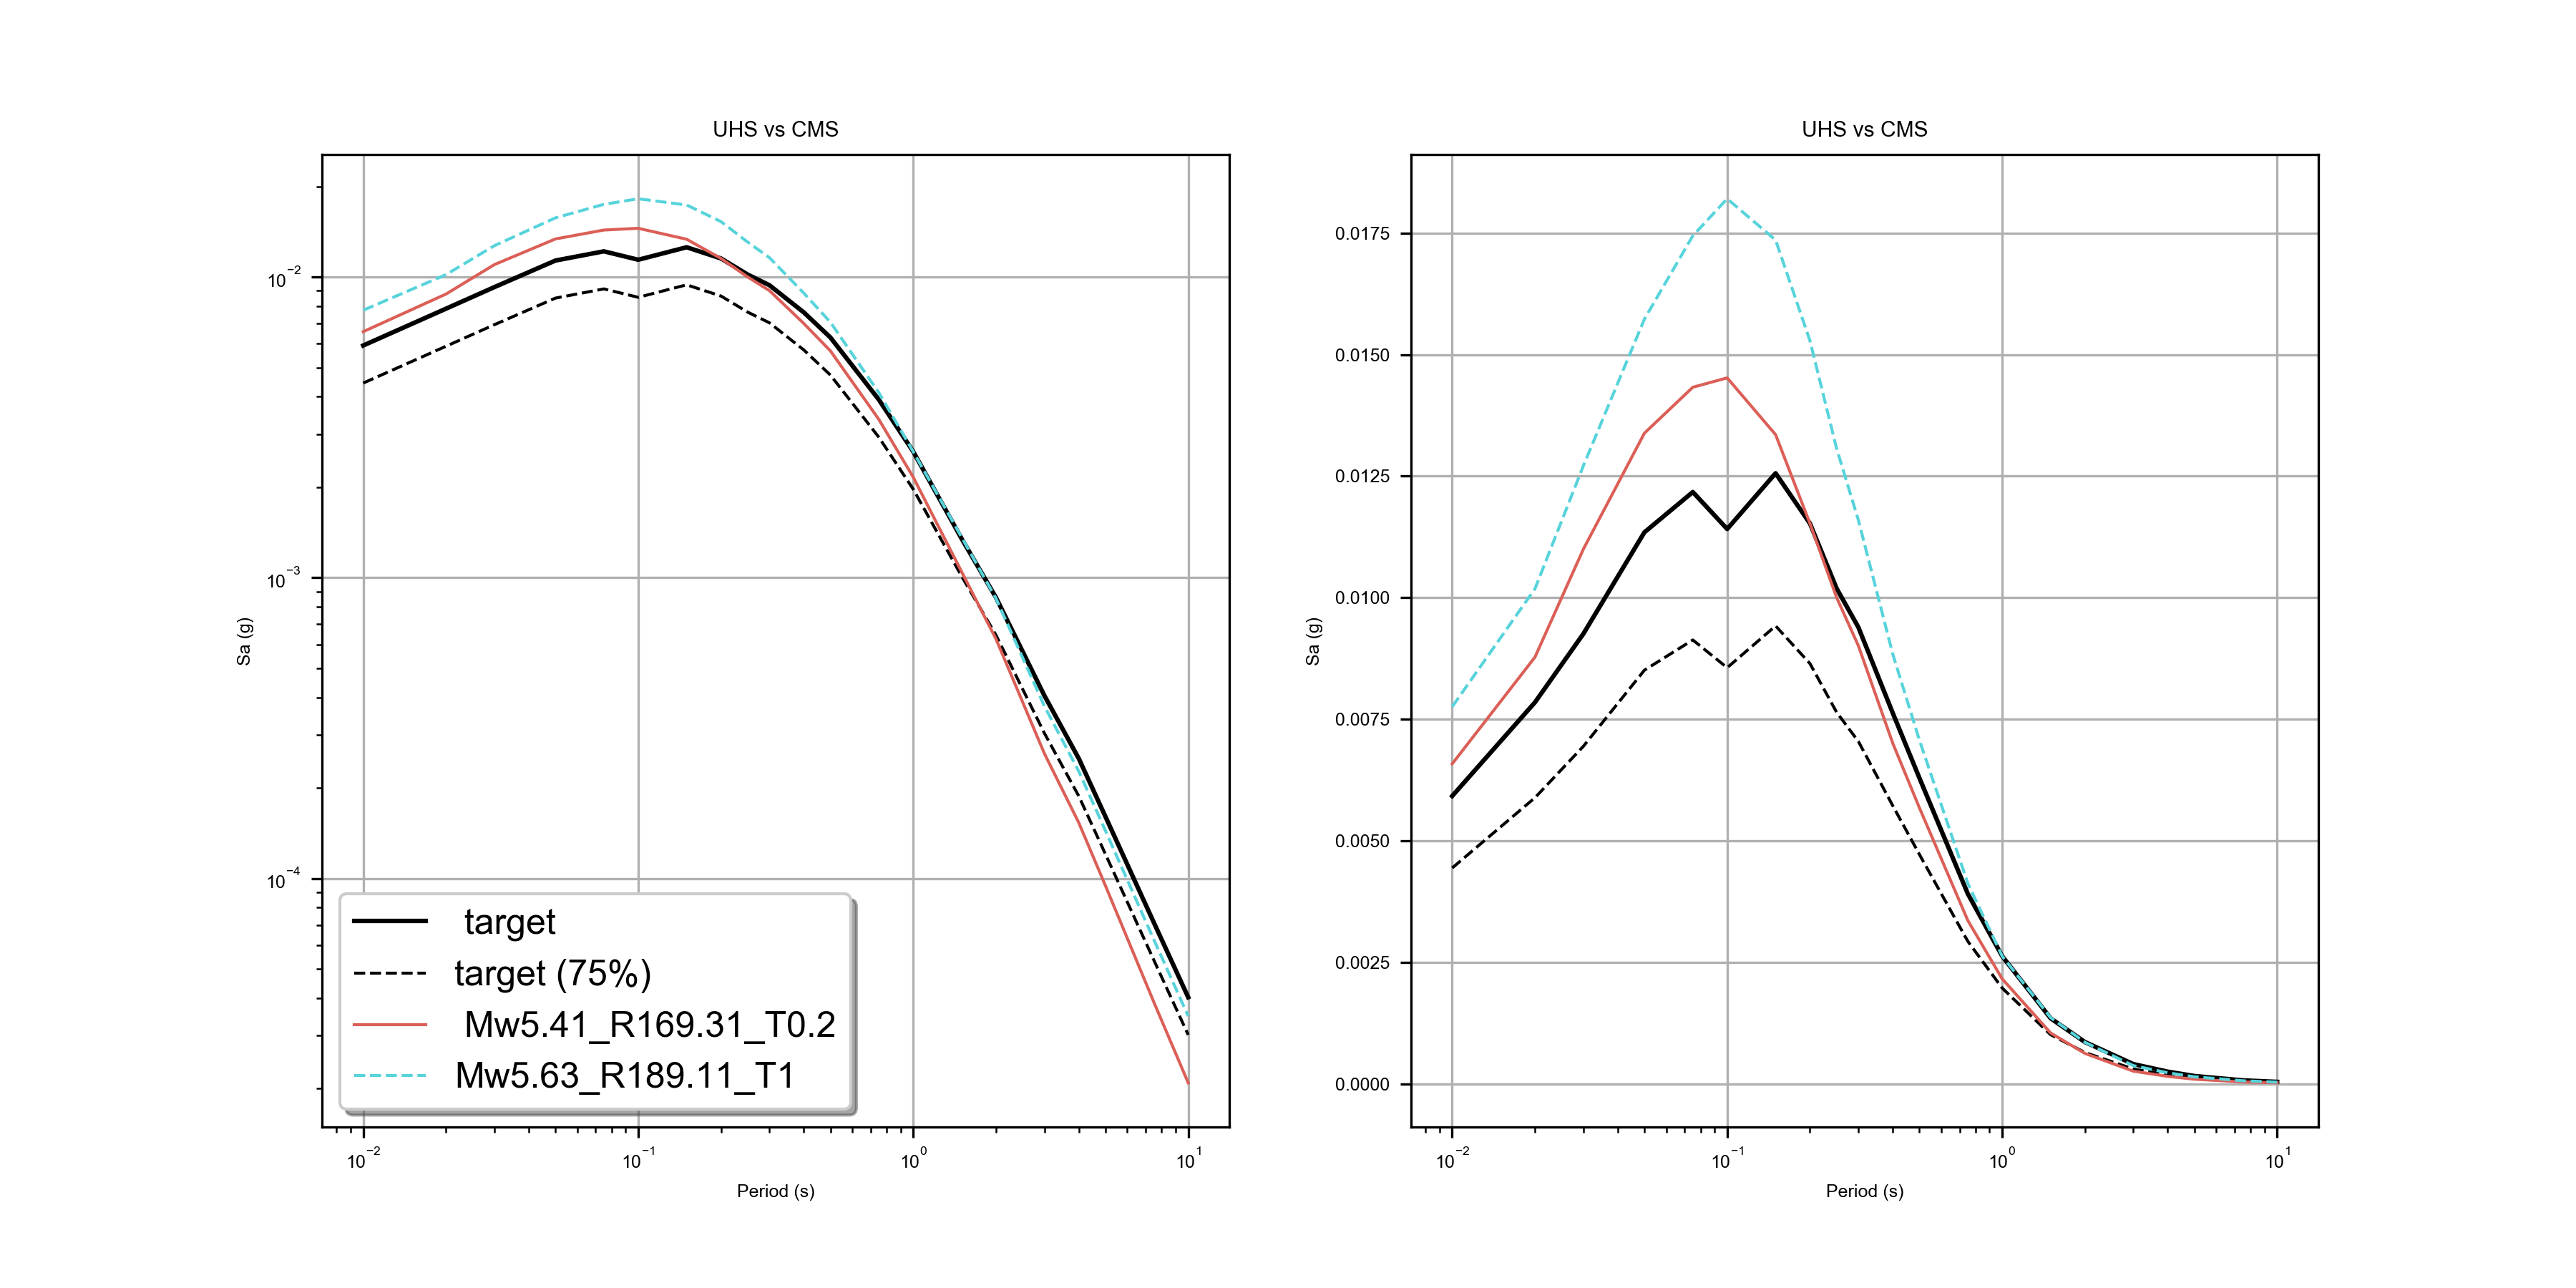 UHS vs CMS
10⁻²
10⁻³
10⁻⁴
Sa (g)
target
target (75%)
Mw5.41_R169.31_T0.2
Mw5.63_R189.11_T1
10⁻² 10⁻¹ 10⁰ 10¹
Period (s)
UHS vs CMS
0.0175
0.0150
0.0125
0.0100
0.0075
0.0050
0.0025
0.0000
Sa (g)
10⁻² 10⁻¹ 10⁰ 10¹
Period (s)